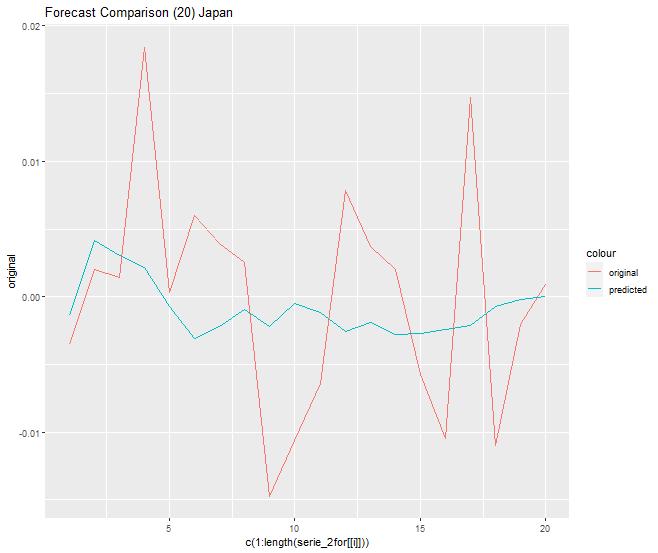 Forecast Comparison (20) Japan
0.02
0.01
0.00
-0.01
original
5
10
15
20
c(1:length(serie_2for[[i]]))
colour
original
predicted